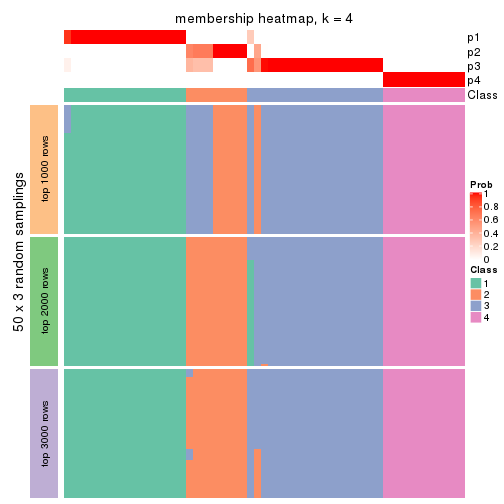 membership heatmap, k = 4
p1
p2
p3
p4
Class
50 x 3 random samplings
top 1000 rows
top 2000 rows
top 3000 rows
Prob
1
0.8
0.6
0.4
0.2
0
Class
1
2
3
4